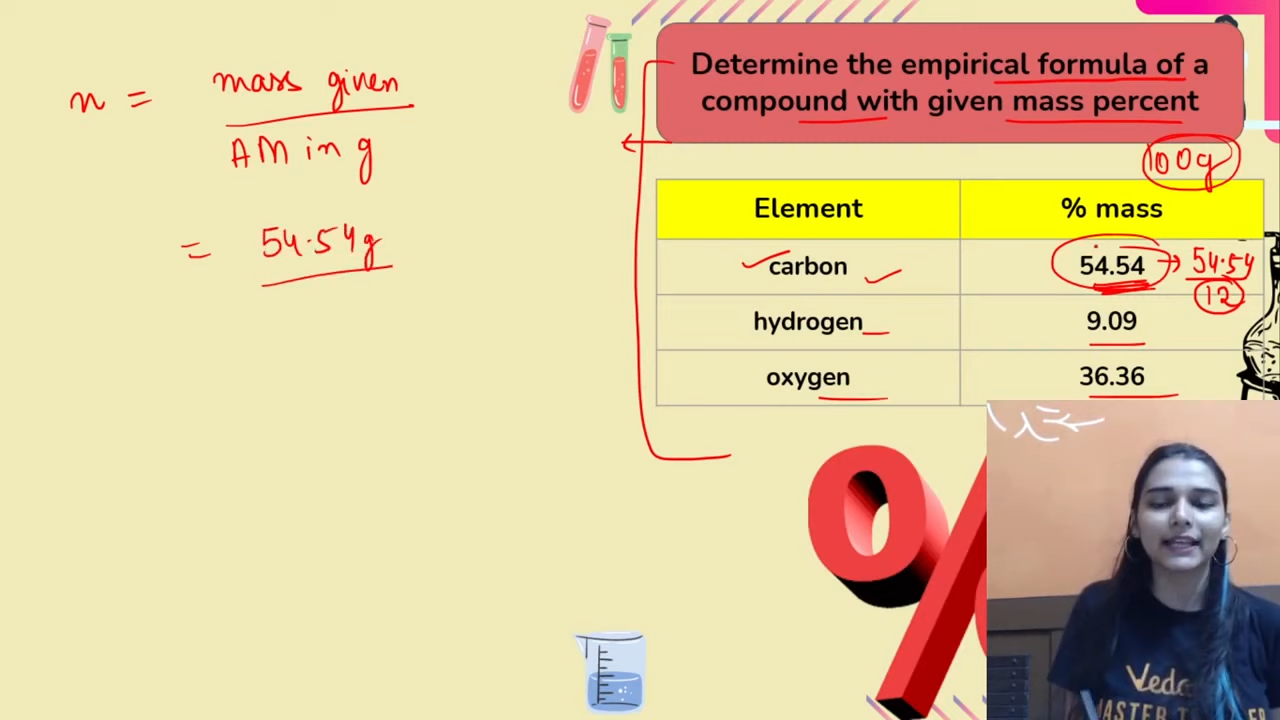 n = mass given
AM in g
= 54.54g
Determine the empirical formula of a
compound with given mass percent
100g
Element % mass
carbon 54.54 → 54.54
12
hydrogen 9.09
oxygen 36.36
MASTER